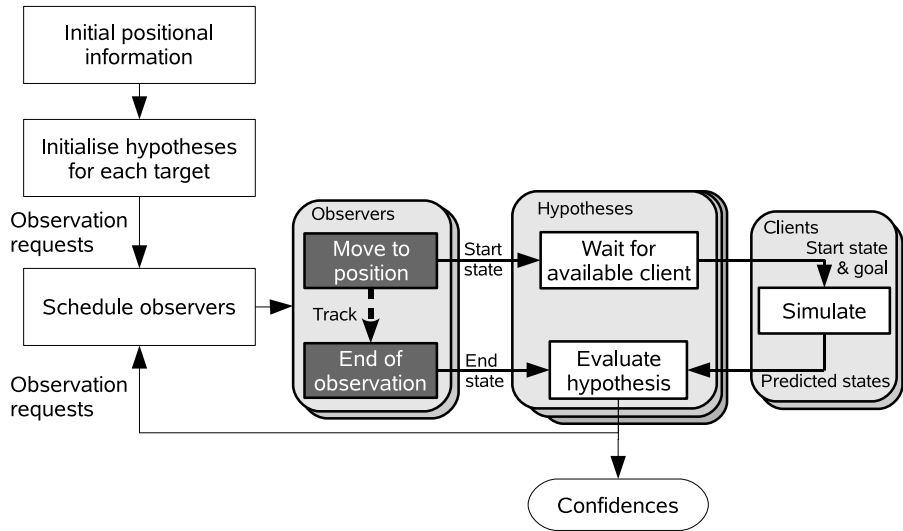 Initial positional
information
Initialise hypotheses
for each target
Observation
requests
Schedule observers
Observation
requests
Observers
Move to
position
Track
End of
observation
Start
state
End
state
Hypotheses
Wait for
available client
Evaluate
hypothesis
Clients
Start state
& goal
Simulate
Predicted states
Confidences